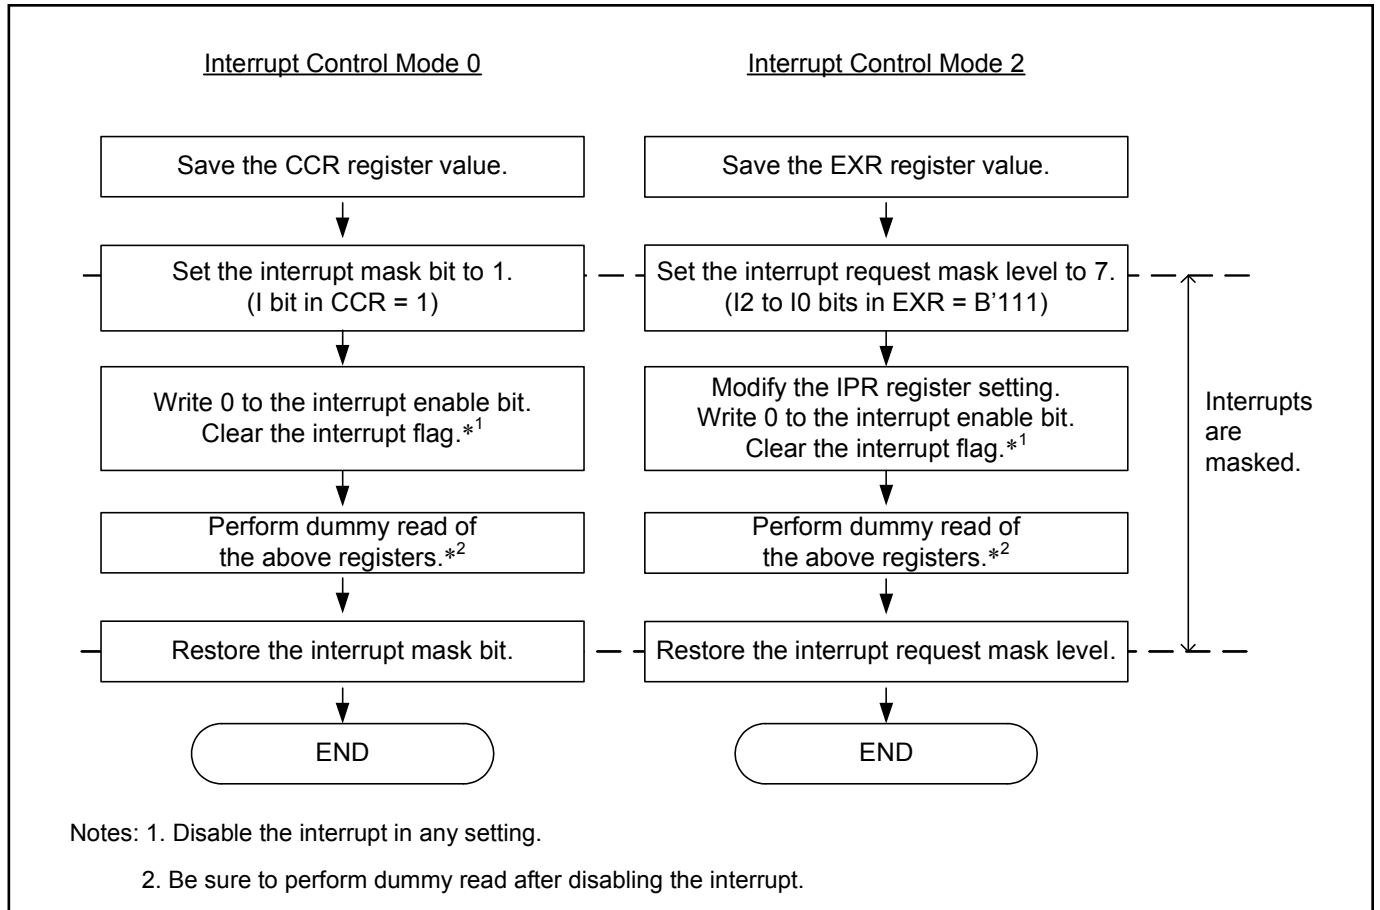 Interrupt Control Mode 0
Interrupt Control Mode 2
Save the CCR register value.
Save the EXR register value.
Set the interrupt mask bit to 1.
(I bit in CCR = 1)
Set the interrupt request mask level to 7.
(I2 to I0 bits in EXR = B’111)
Write 0 to the interrupt enable bit.
Clear the interrupt flag.*1
Modify the IPR register setting.
Write 0 to the interrupt enable bit.
Clear the interrupt flag.*1
Interrupts
are
masked.
Perform dummy read of
the above registers.*2
Perform dummy read of
the above registers.*2
Restore the interrupt mask bit.
Restore the interrupt request mask level.
END
END
Notes: 1. Disable the interrupt in any setting.
2. Be sure to perform dummy read after disabling the interrupt.